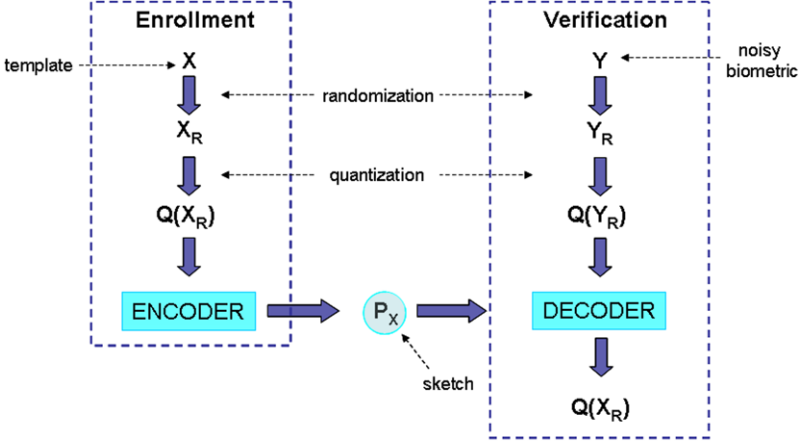 Enrollment
Verification
template
X
Y
noisy
biometric
randomization
X_R
Y_R
quantization
Q(X_R)
Q(Y_R)
ENCODER
P_X
DECODER
sketch
Q(X_R)